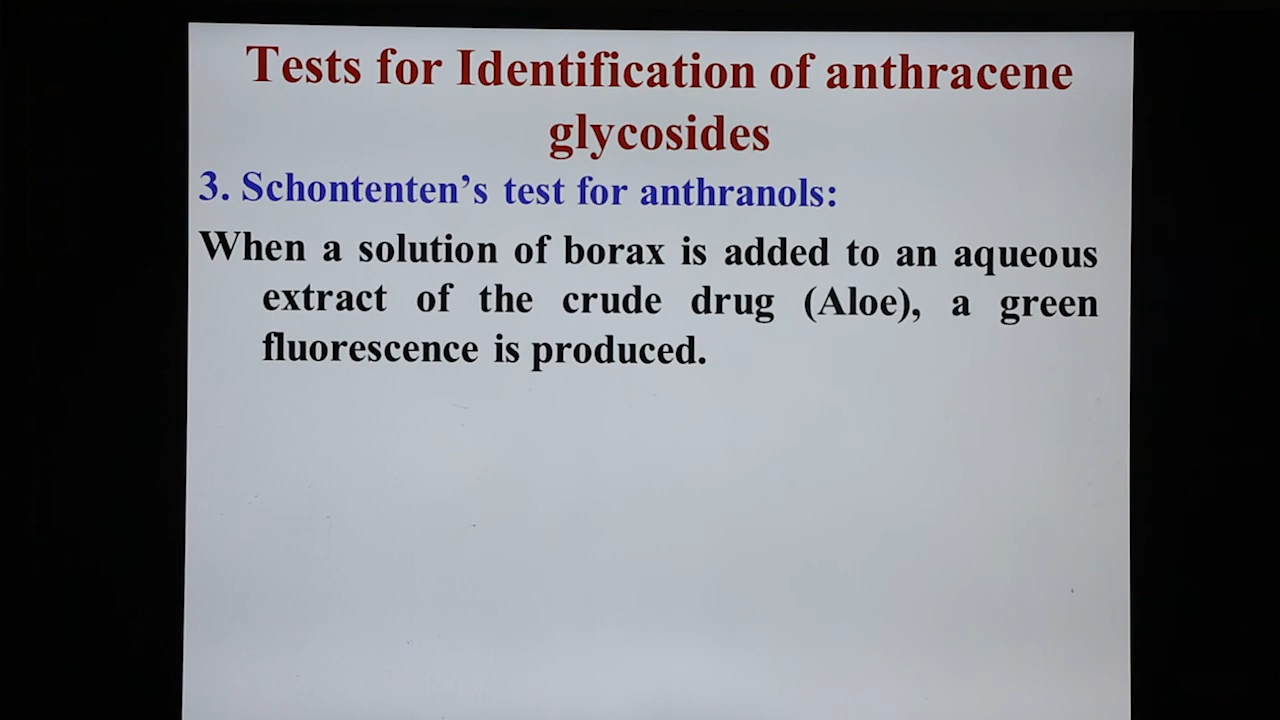 Tests for Identification of anthracene
glycosides
3. Schontenten’s test for anthranols:
When a solution of borax is added to an aqueous
extract of the crude drug (Aloe), a green
fluorescence is produced.